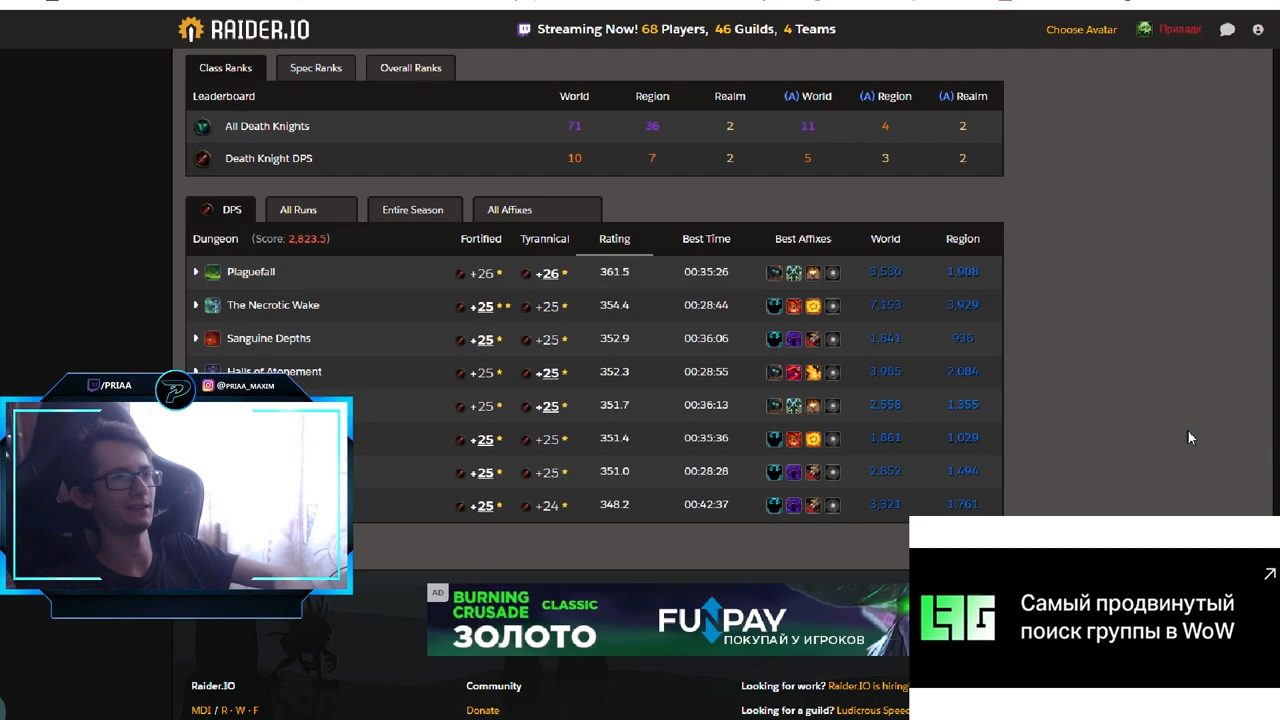 RAIDER.IO
Streaming Now! 68 Players, 46 Guilds, 4 Teams
Choose Avatar
Приладк
Class Ranks Spec Ranks Overall Ranks
Leaderboard World Region Realm (A) World (A) Region (A) Realm
All Death Knights 71 36 2 11 4 2
Death Knight DPS 10 7 2 5 3 2
DPS All Runs Entire Season All Affixes
Dungeon (Score: 2,823.5) Fortified Tyrannical Rating Best Time Best Affixes World Region
Plaguefall +26 +26 361.5 00:35:26 3,530 1,908
The Necrotic Wake +25 +25 354.4 00:28:44 7,153 3,929
Sanguine Depths +25 +25 352.9 00:36:06 1,841 936
Halls of Atonement +25 +25 352.3 00:28:55 3,985 2,084
+25 +25 351.7 00:36:13 2,558 1,355
+25 +25 351.4 00:35:36 1,861 1,029
+25 +25 351.0 00:28:28 2,852 1,494
+25 +24 348.2 00:42:37 3,321 1,761
/PRIAA
@PRIAA_MAXIM
AD
BURNING
CRUSADE CLASSIC
ЗОЛОТО
FUNPAY
ПОКУПАЙ У ИГРОКОВ
LFG
Самый продвинутый
поиск группы в WoW
Raider.IO Community Looking for work? Raider.IO is hiring
MDI / R · W · F Donate Looking for a guild? Ludicrous Speed